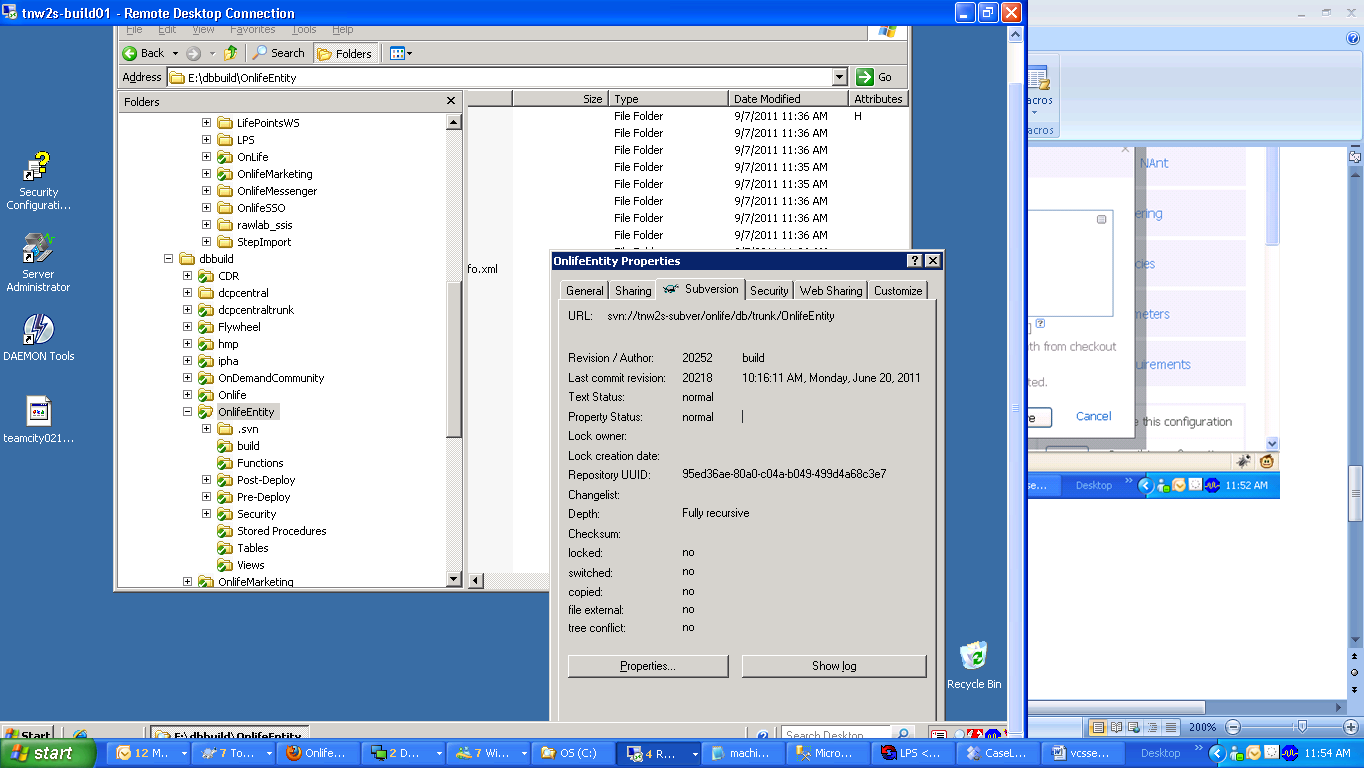 tnw2s-build01 - Remote Desktop Connection
File Edit View Favorites Tools Help
Back Search Folders
Address E:\dbbuild\OnlifeEntity Go
Folders
Size Type Date Modified Attributes
LifePointsWS
LPS
OnLife
OnlifeMarketing
OnlifeMessenger
OnlifeSSO
rawlab_ssis
StepImport
dbbuild
CDR
dcpcentral
dcpcentraltrunk
Flywheel
hmp
ipha
OnDemandCommunity
Onlife
OnlifeEntity
.svn
build
Functions
Post-Deploy
Pre-Deploy
Security
Stored Procedures
Tables
Views
OnlifeMarketing
File Folder 9/7/2011 11:36 AM H
File Folder 9/7/2011 11:36 AM
File Folder 9/7/2011 11:36 AM
File Folder 9/7/2011 11:35 AM
File Folder 9/7/2011 11:35 AM
File Folder 9/7/2011 11:36 AM
File Folder 9/7/2011 11:36 AM
File Folder 9/7/2011 11:36 AM
fo.xml
Security
Configurati...
Server
Administrator
DAEMON Tools
teamcity021...
OnlifeEntity Properties
General Sharing Subversion Security Web Sharing Customize
URL: svn://tnw2s-subver/onlife/db/trunk/OnlifeEntity
Revision / Author: 20252 build
Last commit revision: 20218 10:16:11 AM, Monday, June 20, 2011
Text Status: normal
Property Status: normal
Lock owner:
Lock creation date:
Repository UUID: 95ed36ae-80a0-c04a-b049-499d4a68c3e7
Changelist:
Depth: Fully recursive
Checksum:
locked: no
switched: no
copied: no
file external: no
tree conflict: no
Properties... Show log
Recycle Bin
acros
acros
NAnt
ering
cies
meters
th from checkout
uirements
ted.
Cancel
e this configuration
se... Desktop 11:52 AM
200%
Start E:\dbbuild\OnlifeEntity Search Desktop
start 12 M... 7 To... Onlife... 2 D... 7 Wi... OS (C:) 4 R... machi... Micro... LPS <... CaseL... vcsse... Desktop 11:54 AM